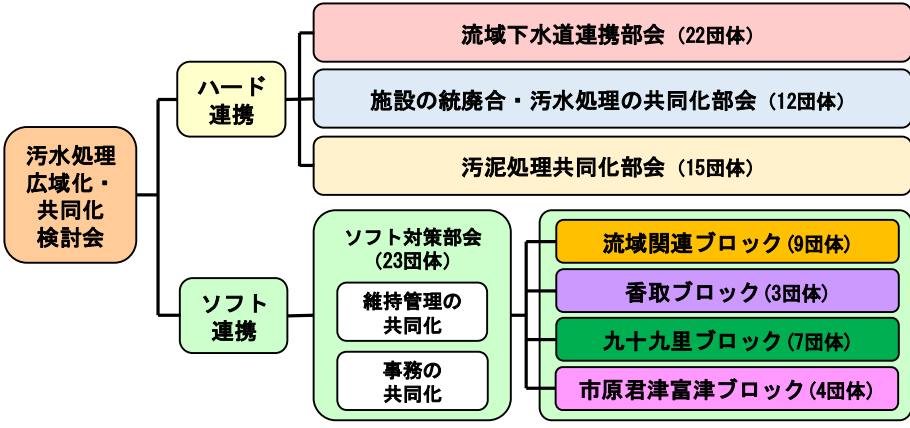 汚水処理
広域化・
共同化
検討会
ハード
連携
流域下水道連携部会（22団体）
施設の統廃合・汚水処理の共同化部会（12団体）
汚泥処理共同化部会（15団体）
ソフト
連携
ソフト対策部会
(23団体)
維持管理の
共同化
事務の
共同化
流域関連ブロック(9団体)
香取ブロック(3団体)
九十九里ブロック(7団体)
市原君津富津ブロック(4団体)